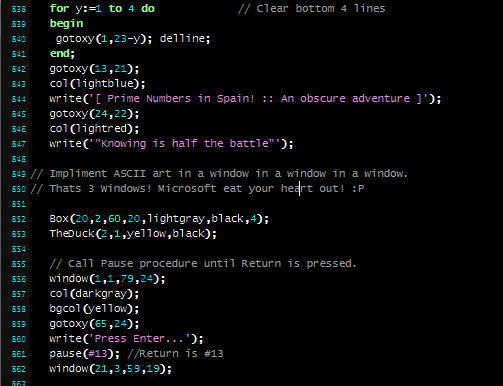 838 for y:=1 to 4 do // Clear bottom 4 lines
839 begin
840 gotoxy(1,23-y); delline;
841 end;
842 gotoxy(13,21);
843 col(lightblue);
844 write('[ Prime Numbers in Spain! :: An obscure adventure ]');
845 gotoxy(24,22);
846 col(lightred);
847 write('"Knowing is half the battle"');
848
849 // Impliment ASCII art in a window in a window in a window.
850 // Thats 3 Windows! Microsoft eat your heart out! :P
851
852 Box(20,2,60,20,lightgray,black,4);
853 TheDuck(2,1,yellow,black);
854
855 // Call Pause procedure until Return is pressed.
856 window(1,1,79,24);
857 col(darkgray);
858 bgcol(yellow);
859 gotoxy(65,24);
860 write('Press Enter...');
861 pause(#13); //Return is #13
862 window(21,3,59,19);
863